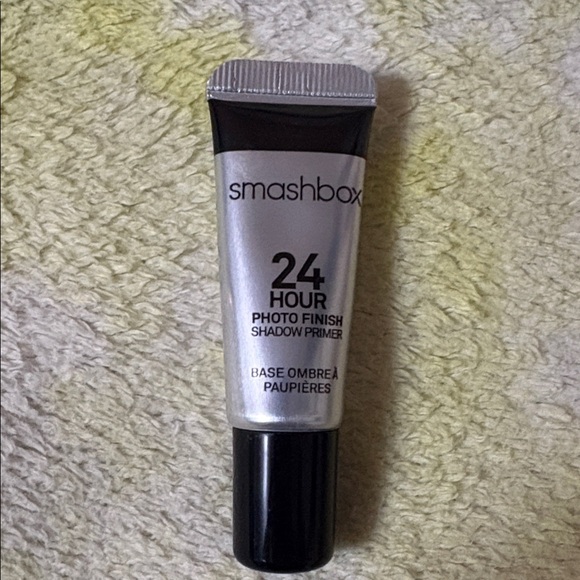 smashbox
24
HOUR
PHOTO FINISH
SHADOW PRIMER
BASE OMBRE À
PAUPIÈRES